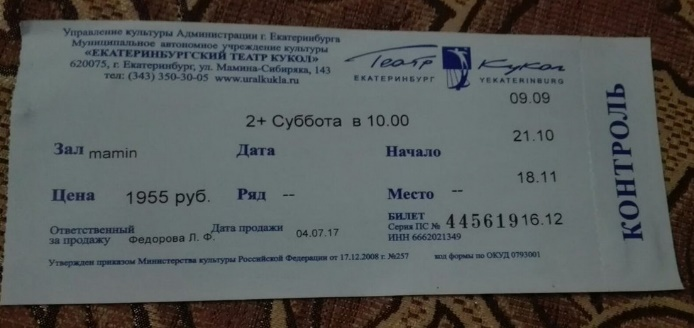 Управление культуры Администрации г. Екатеринбурга
Муниципальное автономное учреждение культуры
«ЕКАТЕРИНБУРГСКИЙ ТЕАТР КУКОЛ»
620075, г. Екатеринбург, ул. Мамина-Сибиряка, 143
тел: (343) 350-30-05 www.uralkukla.ru
Театр Кукол
ЕКАТЕРИНБУРГ YEKATERINBURG
09.09
2+ Суббота в 10.00
21.10
Зал mamin Дата Начало
18.11
Цена 1955 руб. Ряд -- Место --
БИЛЕТ
Серия ПС № 445619 16.12
ИНН 6662021349
Ответственный
за продажу Федорова Л. Ф. Дата продажи 04.07.17
Утвержден приказом Министерства культуры Российской Федерации от 17.12.2008 г. №257 код формы по ОКУД 0793001
КОНТРОЛЬ